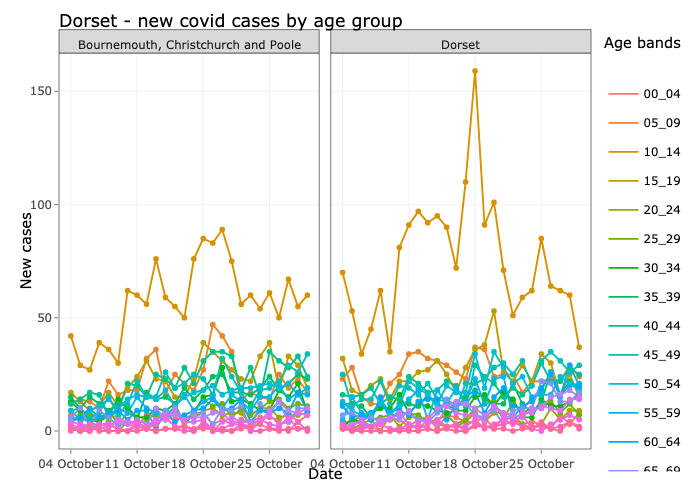 Dorset - new covid cases by age group
Bournemouth, Christchurch and Poole
Dorset
Age bands
00_04
05_09
10_14
15_19
20_24
25_29
30_34
35_39
40_44
45_49
50_54
55_59
60_64
65_69
New cases
150
100
50
0
04 October
11 October
18 October
25 October
04 October
11 October
18 October
25 October
Date